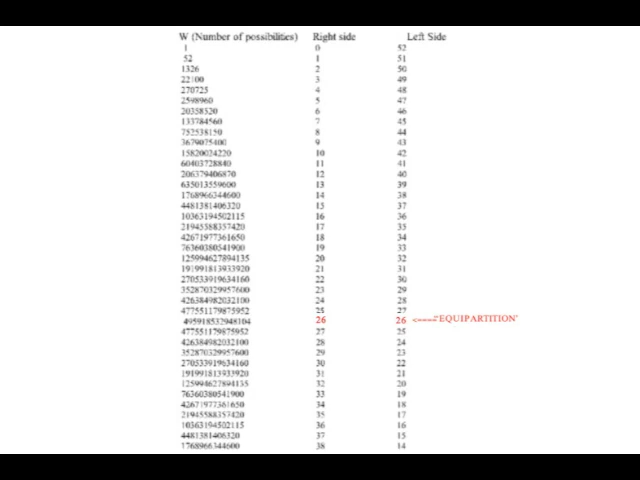 W (Number of possibilities) Right side Left Side
1 0 52
52 1 51
1326 2 50
22100 3 49
270725 4 48
2598960 5 47
20358520 6 46
133784560 7 45
752538150 8 44
3679075400 9 43
15820024220 10 42
60403728840 11 41
206379406870 12 40
635013559600 13 39
1768966344600 14 38
4481381406320 15 37
10363194502115 16 36
21945588357420 17 35
42671977361650 18 34
76360380541900 19 33
125994627894135 20 32
191991813933920 21 31
270533919634160 22 30
352870329957600 23 29
426384982032100 24 28
477551179875952 25 27
495918532948104 26 26 <==="EQUIPARTITION"
477551179875952 27 25
426384982032100 28 24
352870329957600 29 23
270533919634160 30 22
191991813933920 31 21
125994627894135 32 20
76360380541900 33 19
42671977361650 34 18
21945588357420 35 17
10363194502115 36 16
4481381406320 37 15
1768966344600 38 14